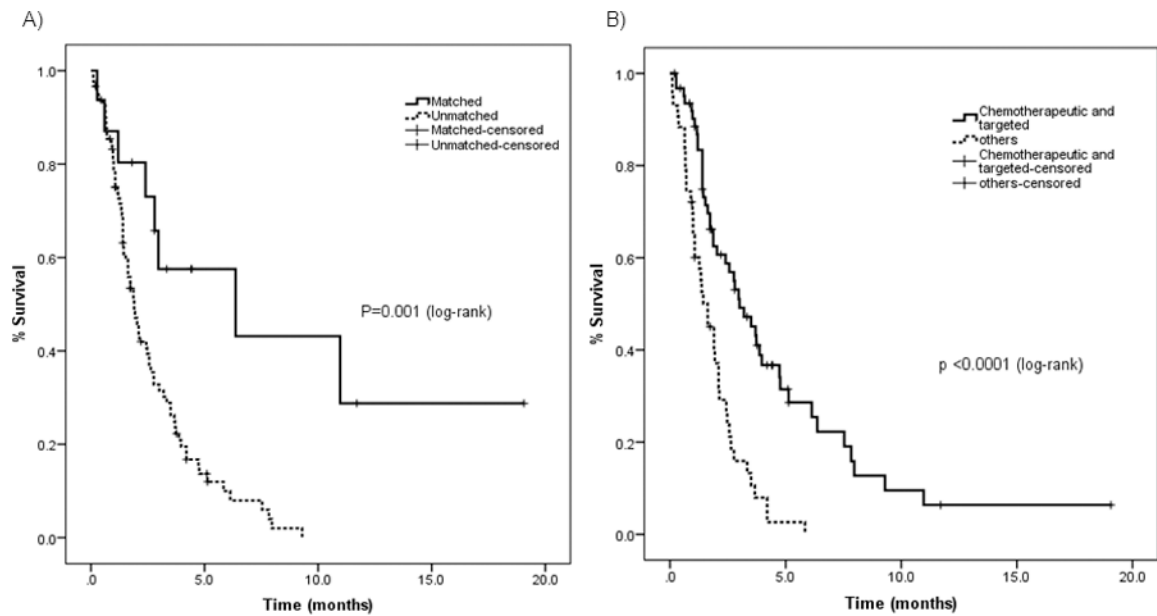 A)
1.0
0.8
0.6
0.4
0.2
0.0
% Survival
Matched
Unmatched
Matched-censored
Unmatched-censored
P=0.001 (log-rank)
.0
5.0
10.0
15.0
20.0
Time (months)
B)
1.0
0.8
0.6
0.4
0.2
0.0
% Survival
Chemotherapeutic and
targeted
others
Chemotherapeutic and
targeted-censored
others-censored
p <0.0001 (log-rank)
.0
5.0
10.0
15.0
20.0
Time (months)